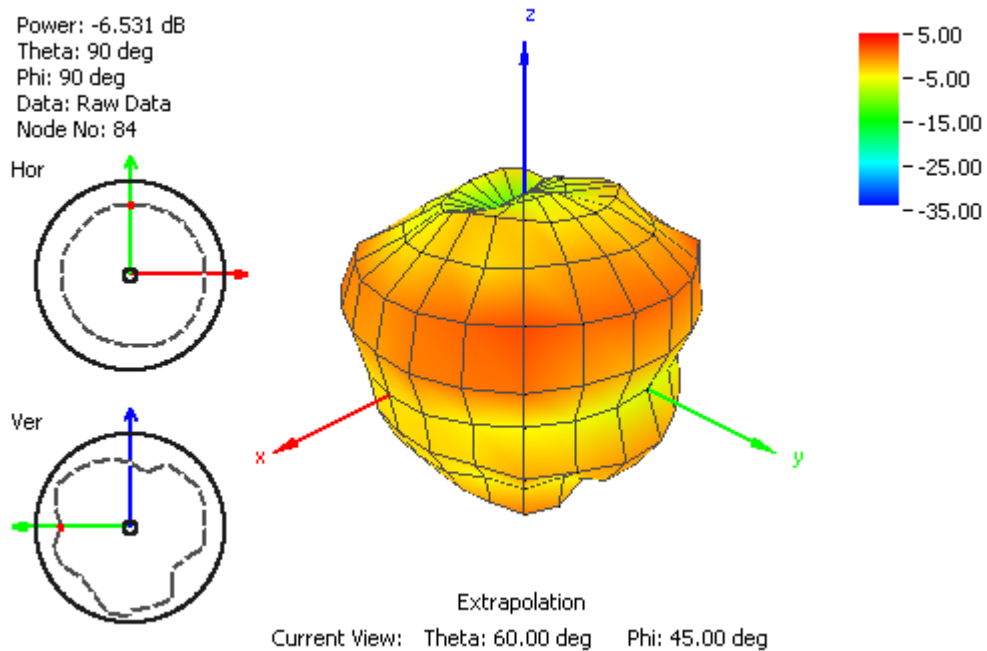 Power: -6.531 dB
Theta: 90 deg
Phi: 90 deg
Data: Raw Data
Node No: 84
Hor
Ver
z
x
y
5.00
-5.00
-15.00
-25.00
-35.00
Extrapolation
Current View: Theta: 60.00 deg Phi: 45.00 deg